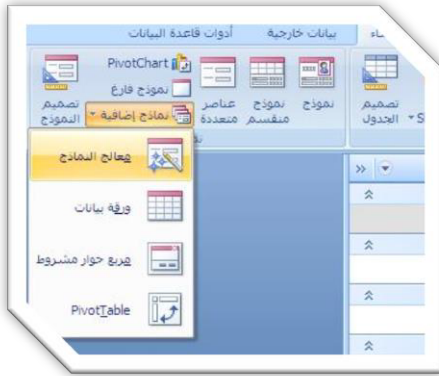 بيانات خارجية    أدوات قاعدة البيانات
نموذج
نموذج منقسم
عناصر متعددة
PivotChart
نموذج فارغ
نماذج إضافية
تصميم النموذج
تصميم الجدول
معالج النماذج
ورقة بيانات
مربع حوار مشروط
PivotTable